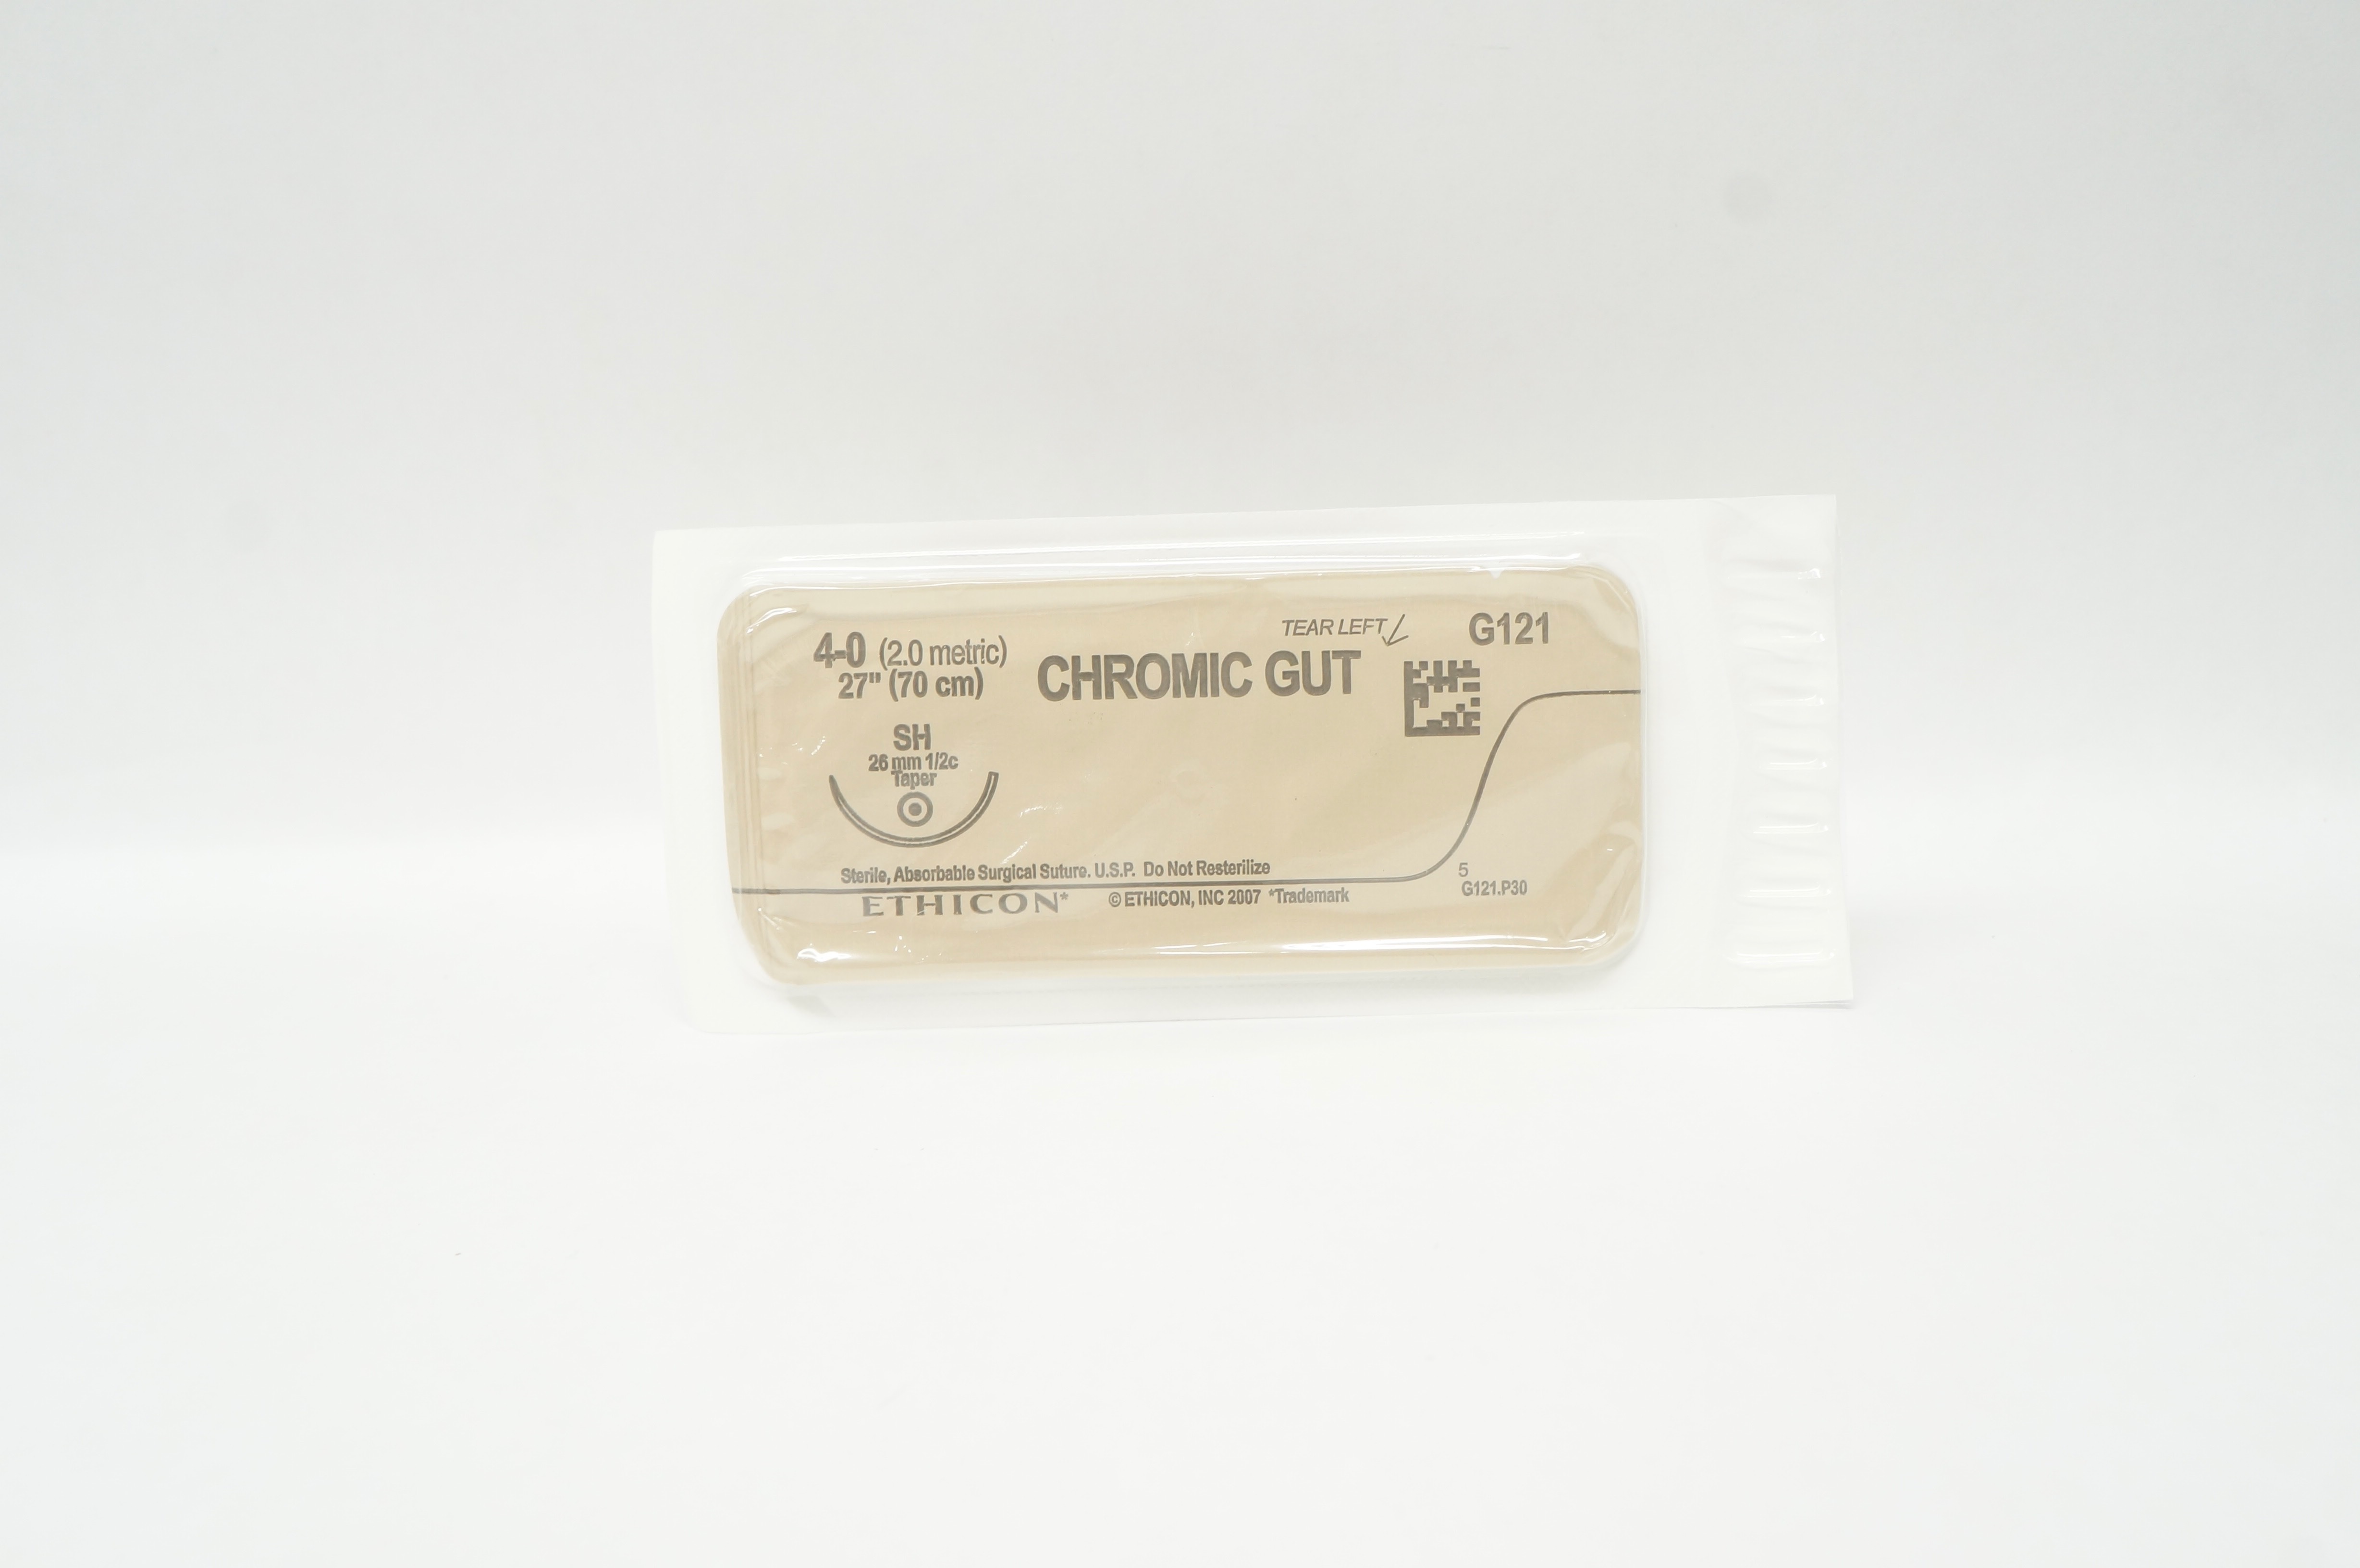 4-0 (2.0 metric)
27" (70 cm)
CHROMIC GUT
TEAR LEFT
G121
SH
26 mm 1/2c
Taper
Sterile, Absorbable Surgical Suture. U.S.P. Do Not Resterilize
ETHICON*
© ETHICON, INC 2007 *Trademark
5
G121.P30